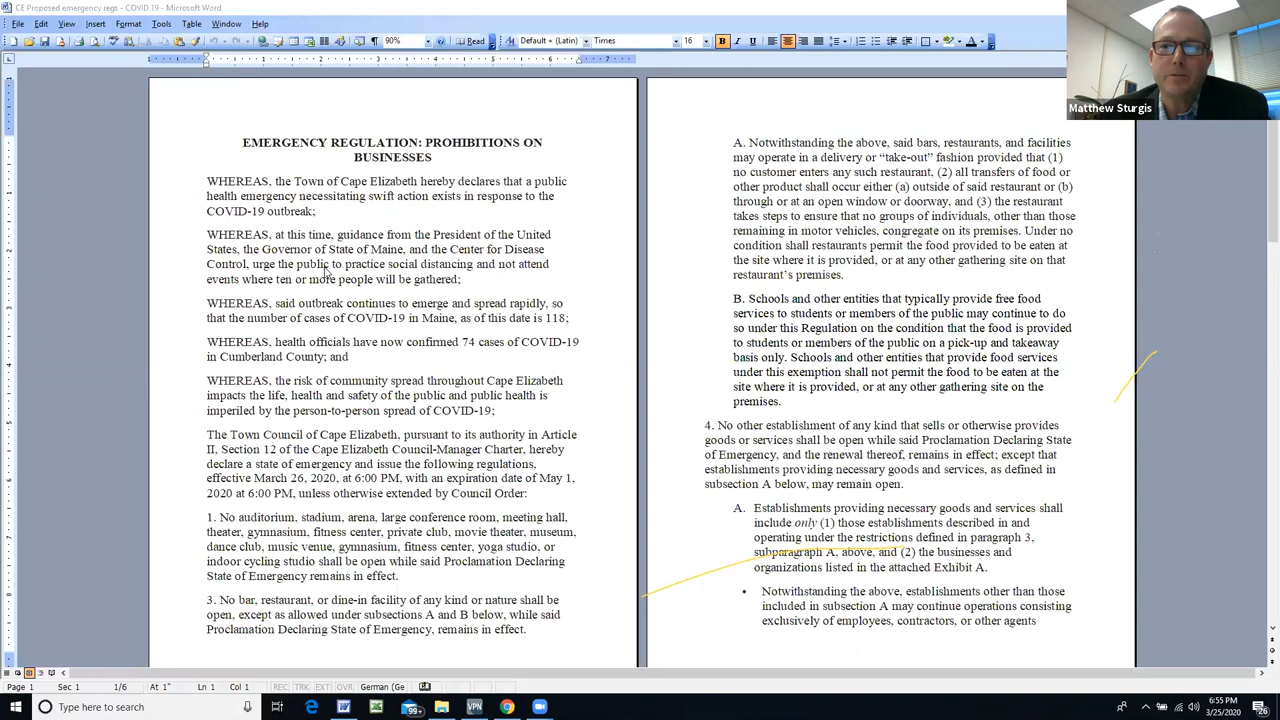 CE Proposed emergency regs - COVID 19 - Microsoft Word
File Edit View Insert Format Tools Table Window Help
90% Read Default + (Latin) Times 16 B I U
Matthew Sturgis
EMERGENCY REGULATION: PROHIBITIONS ON
BUSINESSES
WHEREAS, the Town of Cape Elizabeth hereby declares that a public
health emergency necessitating swift action exists in response to the
COVID-19 outbreak;
WHEREAS, at this time, guidance from the President of the United
States, the Governor of State of Maine, and the Center for Disease
Control, urge the public to practice social distancing and not attend
events where ten or more people will be gathered;
WHEREAS, said outbreak continues to emerge and spread rapidly, so
that the number of cases of COVID-19 in Maine, as of this date is 118;
WHEREAS, health officials have now confirmed 74 cases of COVID-19
in Cumberland County; and
WHEREAS, the risk of community spread throughout Cape Elizabeth
impacts the life, health and safety of the public and public health is
imperiled by the person-to-person spread of COVID-19;
The Town Council of Cape Elizabeth, pursuant to its authority in Article
II, Section 12 of the Cape Elizabeth Council-Manager Charter, hereby
declare a state of emergency and issue the following regulations,
effective March 26, 2020, at 6:00 PM, with an expiration date of May 1,
2020 at 6:00 PM, unless otherwise extended by Council Order:
1. No auditorium, stadium, arena, large conference room, meeting hall,
theater, gymnasium, fitness center, private club, movie theater, museum,
dance club, music venue, gymnasium, fitness center, yoga studio, or
indoor cycling studio shall be open while said Proclamation Declaring
State of Emergency remains in effect.
3. No bar, restaurant, or dine-in facility of any kind or nature shall be
open, except as allowed under subsections A and B below, while said
Proclamation Declaring State of Emergency, remains in effect.
A. Notwithstanding the above, said bars, restaurants, and facilities
may operate in a delivery or “take-out” fashion provided that (1)
no customer enters any such restaurant, (2) all transfers of food or
other product shall occur either (a) outside of said restaurant or (b)
through or at an open window or doorway, and (3) the restaurant
takes steps to ensure that no groups of individuals, other than those
remaining in motor vehicles, congregate on its premises. Under no
condition shall restaurants permit the food provided to be eaten at
the site where it is provided, or at any other gathering site on that
restaurant’s premises.
B. Schools and other entities that typically provide free food
services to students or members of the public may continue to do
so under this Regulation on the condition that the food is provided
to students or members of the public on a pick-up and takeaway
basis only. Schools and other entities that provide food services
under this exemption shall not permit the food to be eaten at the
site where it is provided, or at any other gathering site on the
premises.
4. No other establishment of any kind that sells or otherwise provides
goods or services shall be open while said Proclamation Declaring State
of Emergency, and the renewal thereof, remains in effect; except that
establishments providing necessary goods and services, as defined in
subsection A below, may remain open.
A. Establishments providing necessary goods and services shall
include only (1) those establishments described in and
operating under the restrictions defined in paragraph 3,
subparagraph A, above, and (2) the businesses and
organizations listed in the attached Exhibit A.
• Notwithstanding the above, establishments other than those
included in subsection A may continue operations consisting
exclusively of employees, contractors, or other agents
Page 1 Sec 1 1/6 At 1" Ln 1 Col 1 REC TRK EXT OVR German (Ge
Type here to search
99+
VPN
6:55 PM
3/25/2020
26